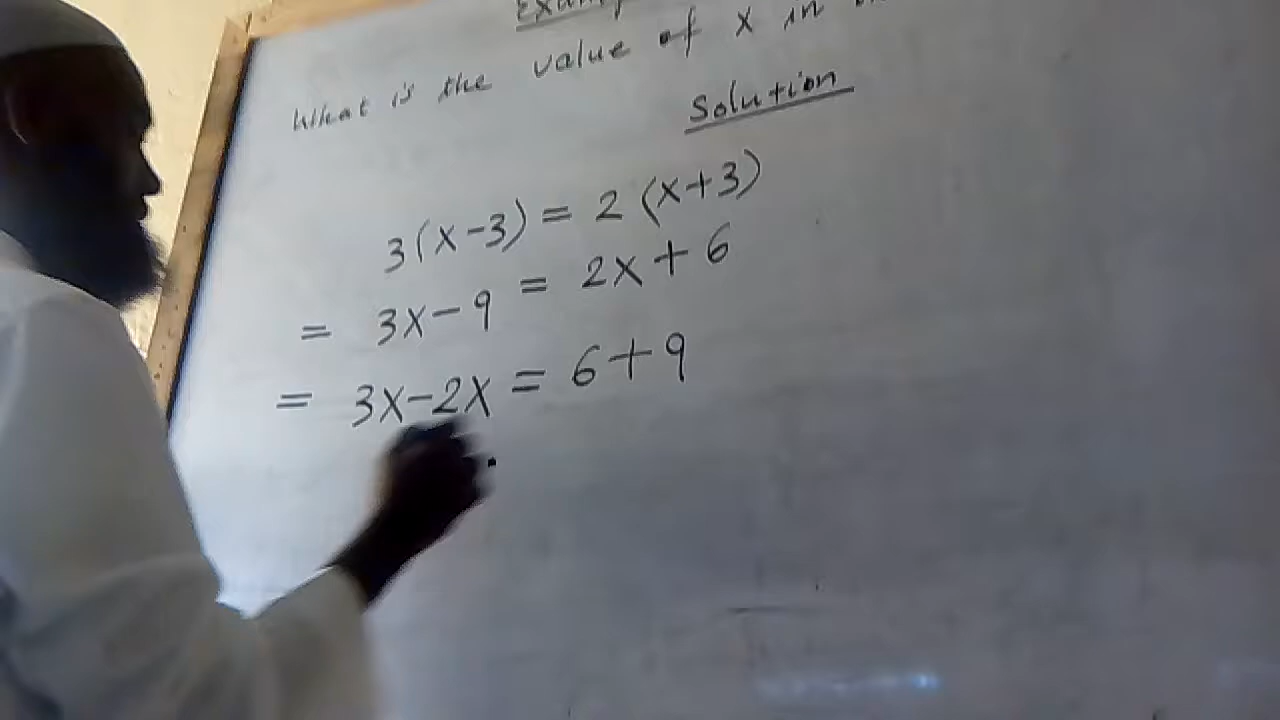 What is the value of x in
Solution
3(x-3) = 2(x+3)
= 3x-9 = 2x+6
= 3x-2x = 6+9